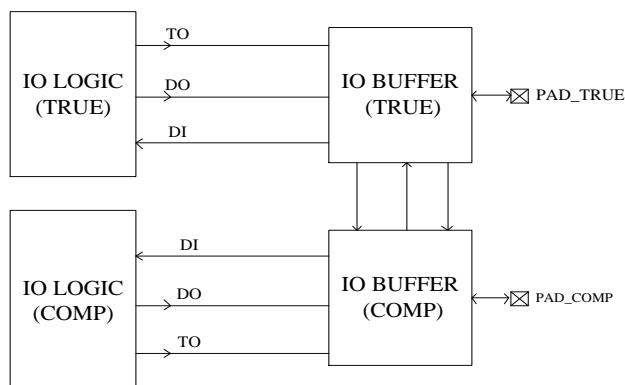 TO
IO LOGIC
(TRUE)
DO
DI
IO BUFFER
(TRUE)
PAD_TRUE
DI
IO LOGIC
(COMP)
DO
TO
IO BUFFER
(COMP)
PAD_COMP